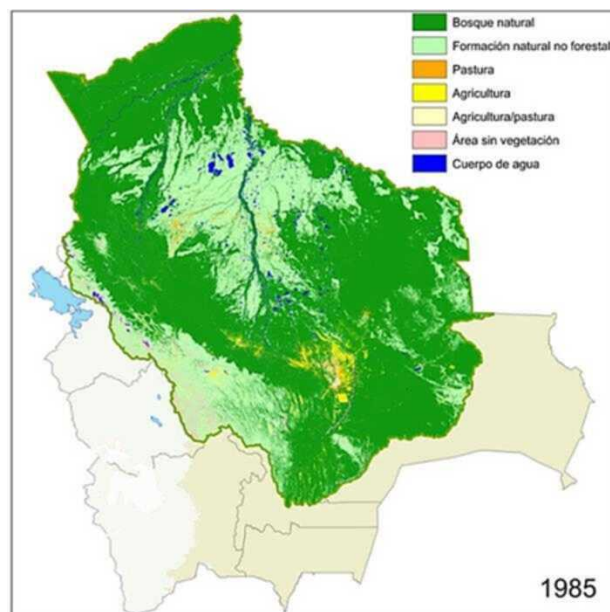 Bosque natural
Formación natural no forestal
Pastura
Agricultura
Agricultura/pastura
Área sin vegetación
Cuerpo de agua
1985